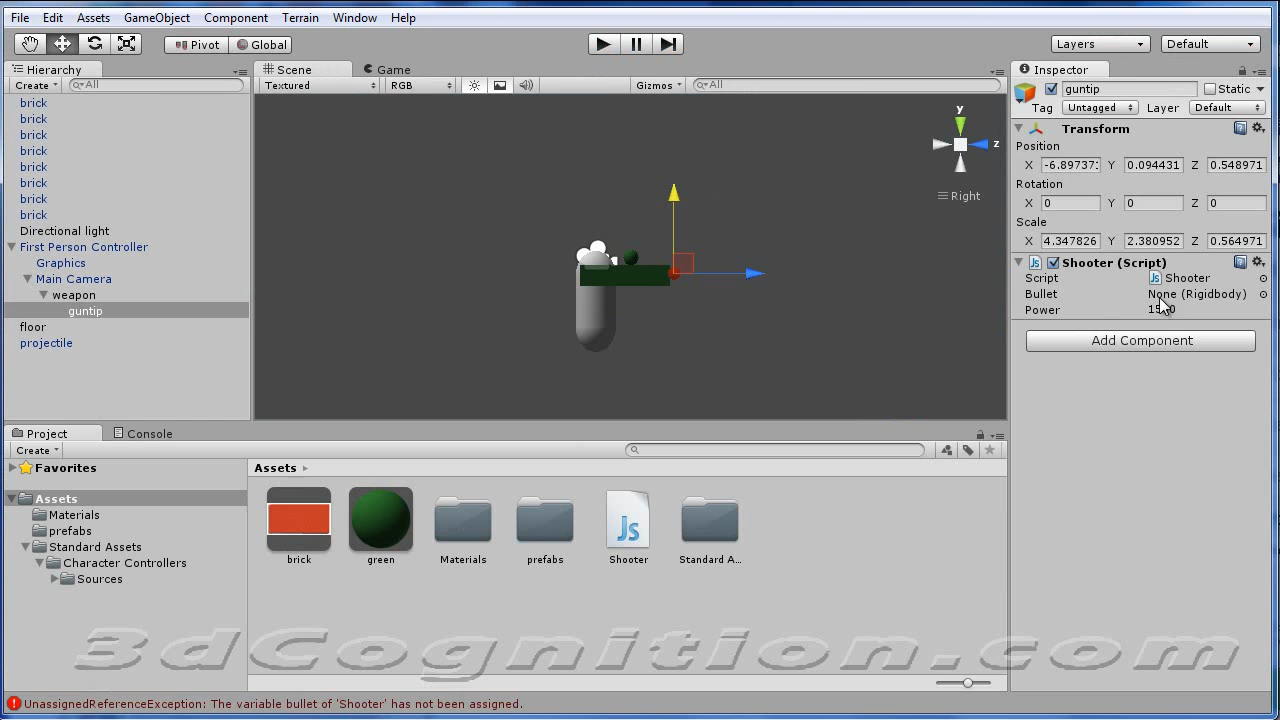 File Edit Assets GameObject Component Terrain Window Help
Pivot Global Layers Default
Hierarchy
Create All
brick
brick
brick
brick
brick
brick
brick
brick
Directional light
First Person Controller
Graphics
Main Camera
weapon
guntip
floor
projectile
Scene Game
Textured RGB Gizmos All
y
z
Right
Inspector
guntip Static
Tag Untagged Layer Default
Transform
Position
X -6.89737 Y 0.094431 Z 0.548971
Rotation
X 0 Y 0 Z 0
Scale
X 4.347826 Y 2.380952 Z 0.564971
Shooter (Script)
Script Shooter
Bullet None (Rigidbody)
Power
Add Component
Project Console
Create
Favorites
Assets
Materials
prefabs
Standard Assets
Character Controllers
Sources
Assets
brick green Materials prefabs Shooter Standard A...
Js
3dCognition.com
UnassignedReferenceException: The variable bullet of 'Shooter' has not been assigned.